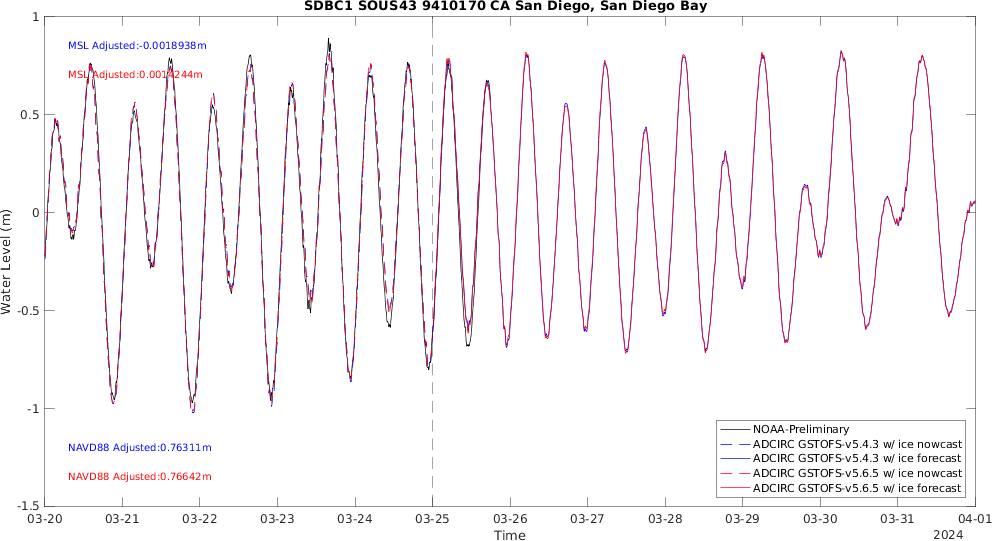 SDBC1 SOUS43 9410170 CA San Diego, San Diego Bay
1
MSL Adjusted:-0.0018938m
MSL Adjusted:0.0014244m
0.5
0
Water Level (m)
-0.5
-1
NAVD88 Adjusted:0.76311m
NAVD88 Adjusted:0.76642m
NOAA-Preliminary
ADCIRC GSTOFS-v5.4.3 w/ ice nowcast
ADCIRC GSTOFS-v5.4.3 w/ ice forecast
ADCIRC GSTOFS-v5.6.5 w/ ice nowcast
ADCIRC GSTOFS-v5.6.5 w/ ice forecast
-1.5
03-20 03-21 03-22 03-23 03-24 03-25 03-26 03-27 03-28 03-29 03-30 03-31 04-01
Time
2024